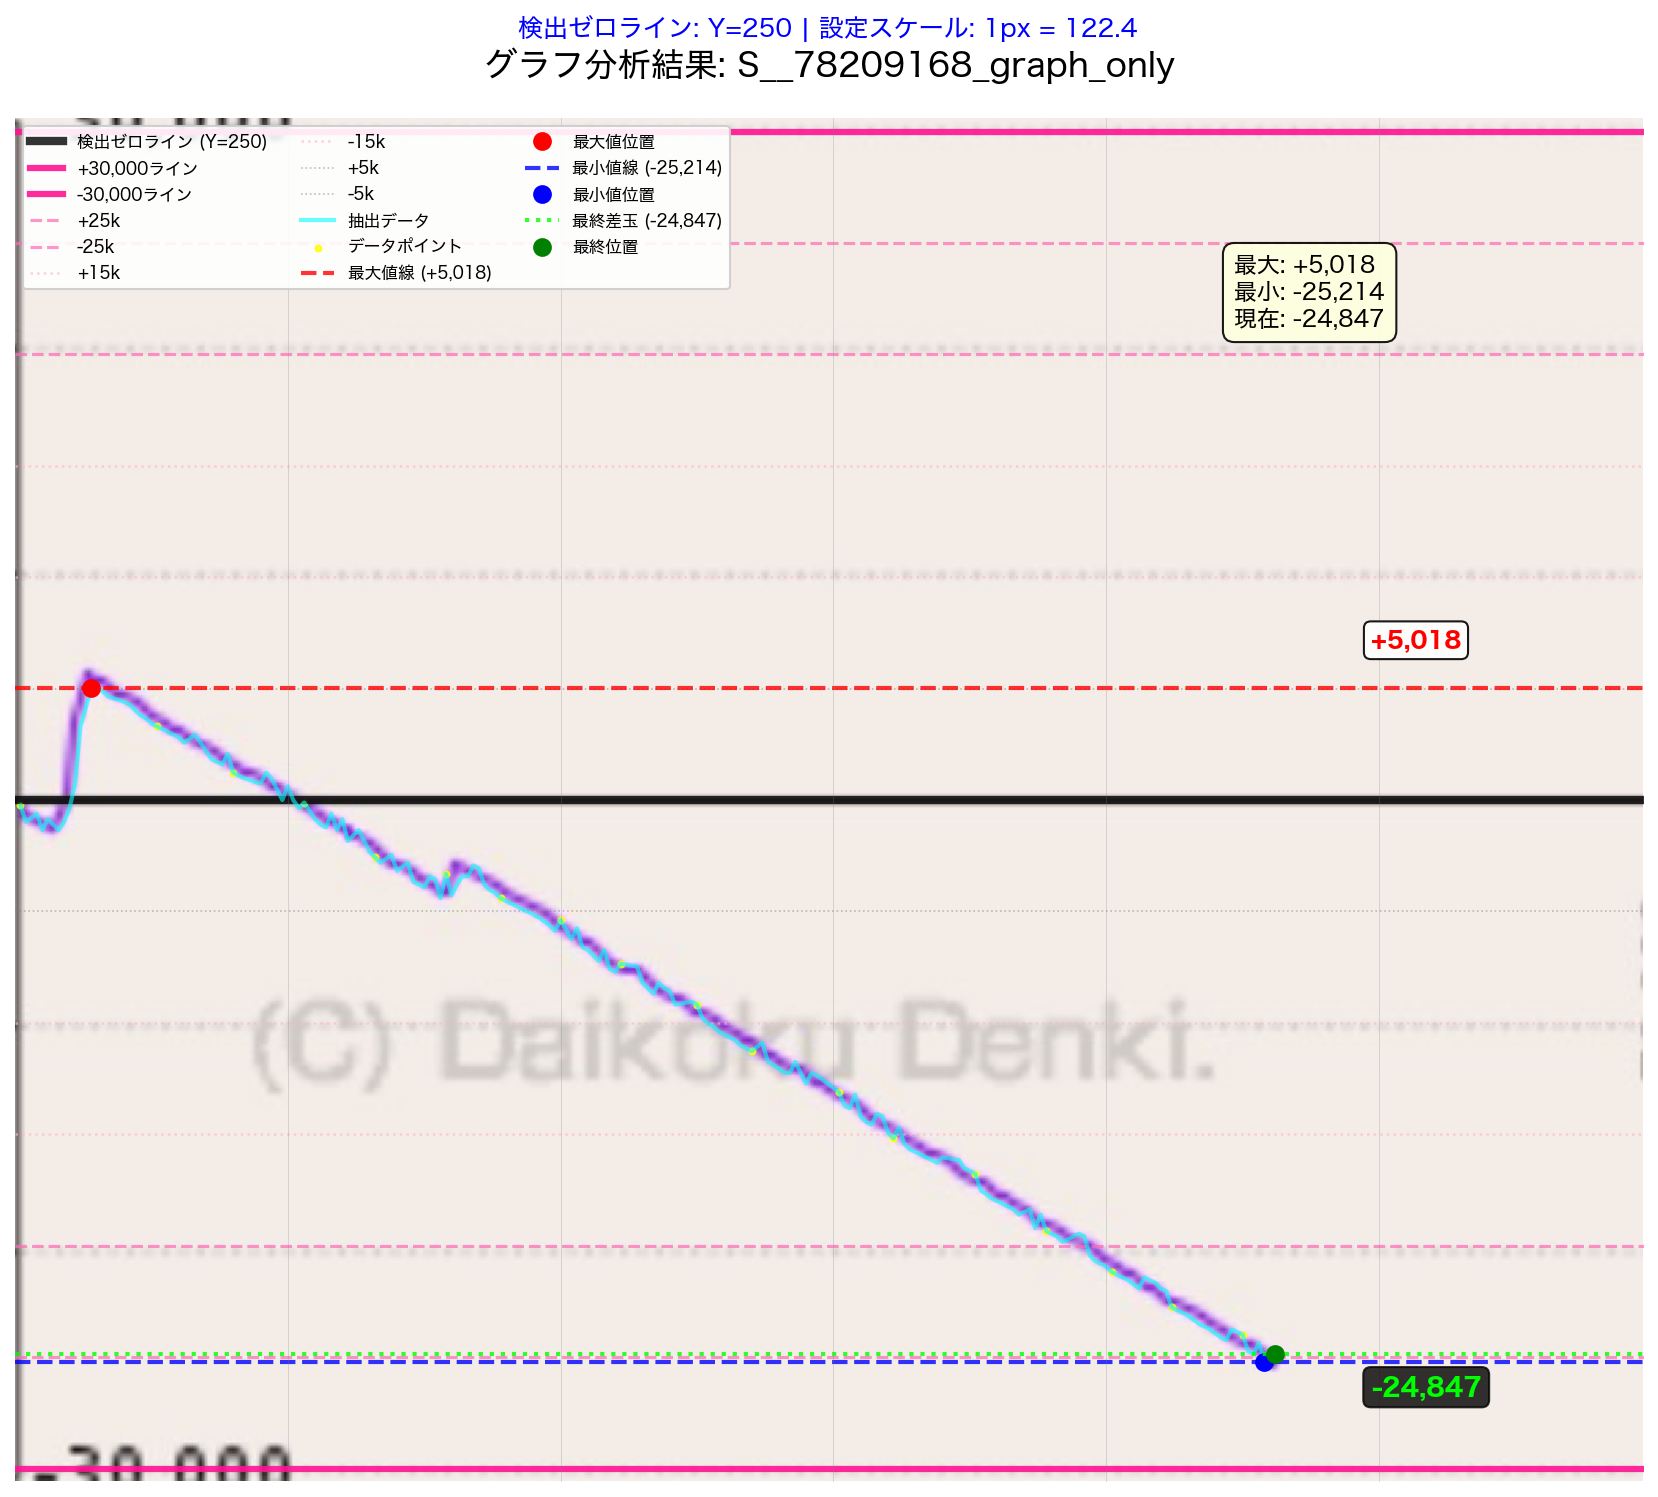 検出ゼロライン: Y=250 | 設定スケール: 1px = 122.4
グラフ分析結果: S__78209168_graph_only
検出ゼロライン (Y=250)
+30,000ライン
-30,000ライン
+25k
-25k
+15k
-15k
+5k
-5k
抽出データ
データポイント
最大値線 (+5,018)
最大値位置
最小値線 (-25,214)
最小値位置
最終差玉 (-24,847)
最終位置
最大: +5,018
最小: -25,214
現在: -24,847
+5,018
(C) Daikoku Denki.
-24,847
-30,000